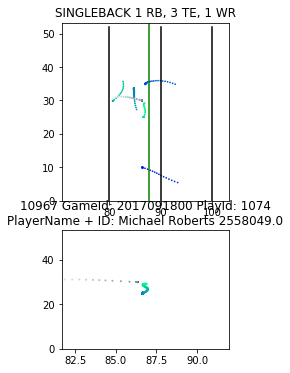 SINGLEBACK 1 RB, 3 TE, 1 WR
50
40
30
20
10
0
80 90 100
10967 GameId: 2017091800 PlayId: 1074
PlayerName + ID: Michael Roberts 2558049.0
40
20
0
82.5 85.0 87.5 90.0